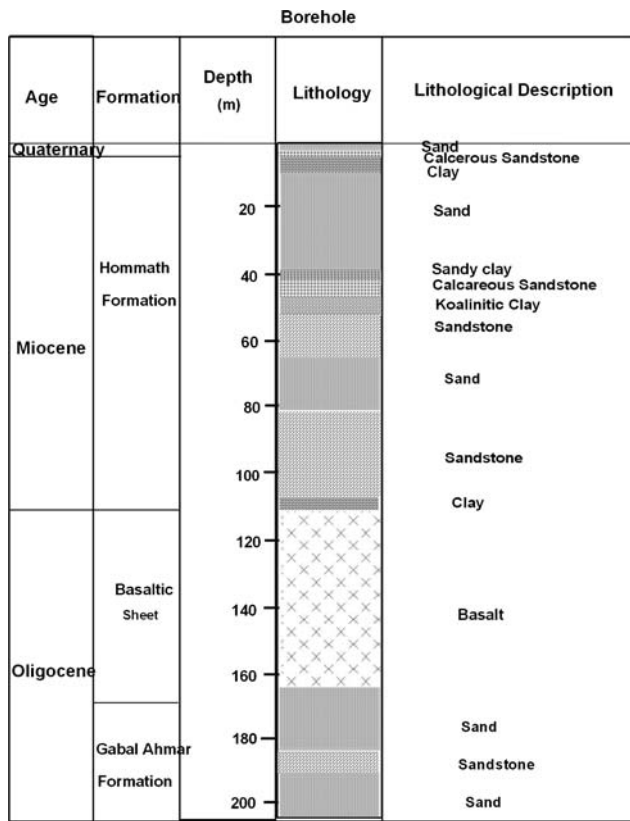 Borehole
Age
Formation
Depth
(m)
Lithology
Lithological Description
Quaternary
Sand
Calcerous Sandstone
Clay
20
Sand
Hommath
Formation
40
Sandy clay
Calcareous Sandstone
Koalinitic Clay
Sandstone
Miocene
60
Sand
80
Sandstone
100
Clay
120
Basaltic
Sheet
140
Basalt
Oligocene
160
Sand
180
Gabal Ahmar
Formation
Sandstone
200
Sand